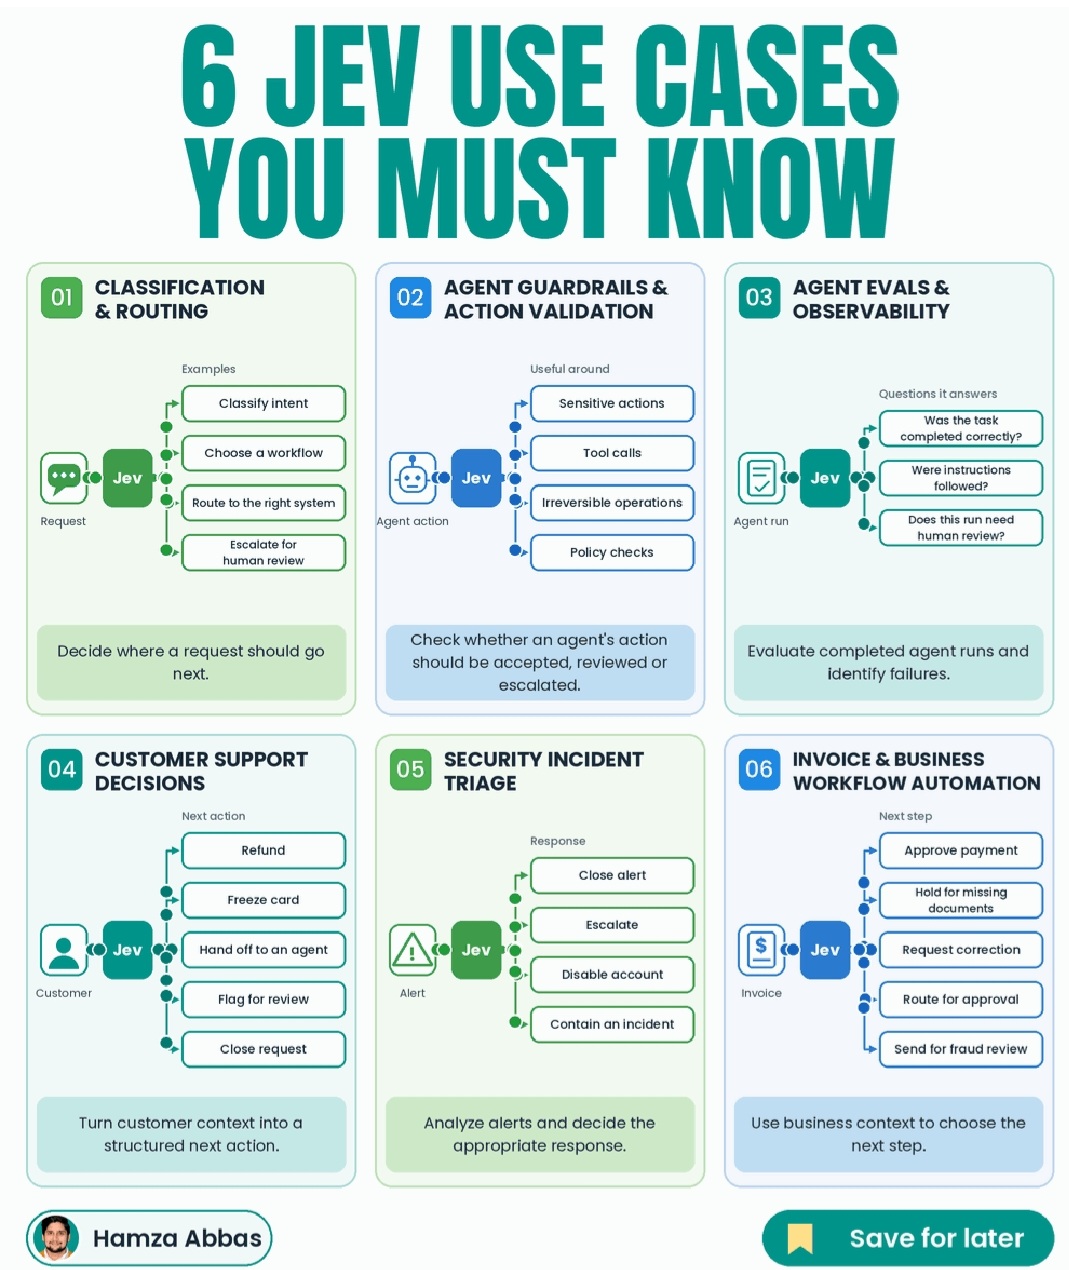 6 JEV USE CASES
YOU MUST KNOW
01
CLASSIFICATION
& ROUTING
Examples
Classify intent
Choose a workflow
Jev
Route to the right system
Request
Escalate for
human review
Decide where a request should go
next.
02
AGENT GUARDRAILS &
ACTION VALIDATION
Useful around
Sensitive actions
Tool calls
Jev
Irreversible operations
Agent action
Policy checks
Check whether an agent's action
should be accepted, reviewed or
escalated.
03
AGENT EVALS &
OBSERVABILITY
Questions it answers
Was the task
completed correctly?
Jev
Were instructions
followed?
Agent run
Does this run need
human review?
Evaluate completed agent runs and
identify failures.
04
CUSTOMER SUPPORT
DECISIONS
Next action
Refund
Freeze card
Jev
Hand off to an agent
Customer
Flag for review
Close request
Turn customer context into a
structured next action.
05
SECURITY INCIDENT
TRIAGE
Response
Close alert
Escalate
Jev
Disable account
Alert
Contain an incident
Analyze alerts and decide the
appropriate response.
06
INVOICE & BUSINESS
WORKFLOW AUTOMATION
Next step
Approve payment
Hold for missing
documents
$
Jev
Request correction
Invoice
Route for approval
Send for fraud review
Use business context to choose the
next step.
Hamza Abbas
Save for later